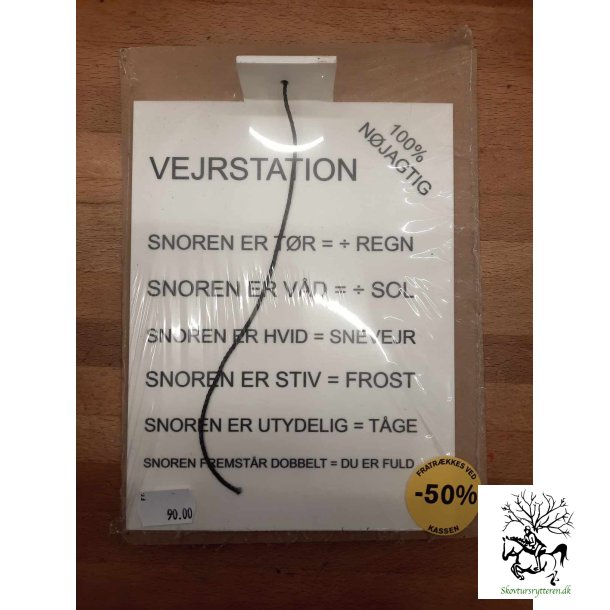 100%
NØJAGTIG
VEJRSTATION
SNOREN ER TØR = ÷ REGN
SNOREN ER VÅD = ÷ SOL
SNOREN ER HVID = SNEVEJR
SNOREN ER STIV = FROST
SNOREN ER UTYDELIG = TÅGE
SNOREN FREMSTÅR DOBBELT = DU ER FULD
FRATRÆKKES VED
-50%
KASSEN
90.00
Skovtursrytteren.dk